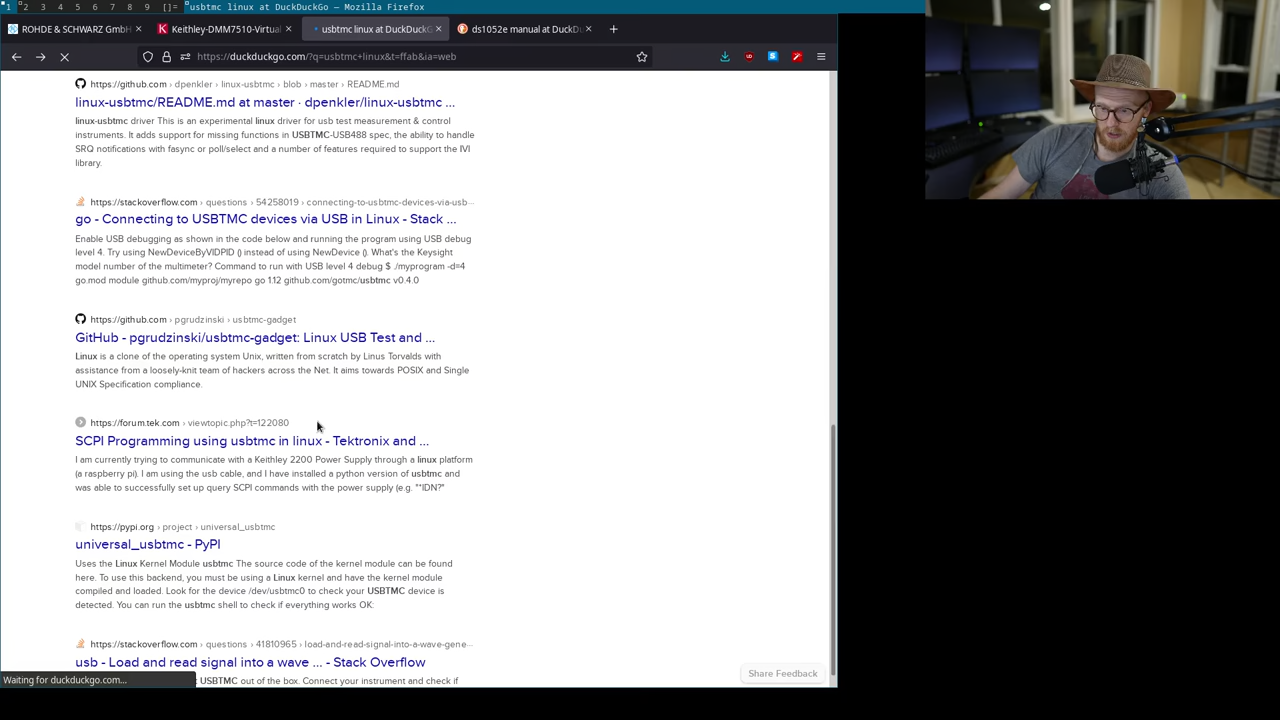 1 2 3 4 5 6 7 8 9 []= usbtmc linux at DuckDuckGo — Mozilla Firefox
ROHDE & SCHWARZ GmbH
Keithley-DMM7510-Virtual
usbtmc linux at DuckDuckG
ds1052e manual at DuckDu
https://duckduckgo.com/?q=usbtmc+linux&t=ffab&ia=web
https://github.com › dpenkler › linux-usbtmc › blob › master › README.md
linux-usbtmc/README.md at master · dpenkler/linux-usbtmc ...
linux-usbtmc driver This is an experimental linux driver for usb test measurement & control
instruments. It adds support for missing functions in USBTMC-USB488 spec, the ability to handle
SRQ notifications with fasync or poll/select and a number of features required to support the IVI
library.
https://stackoverflow.com › questions › 54258019 › connecting-to-usbtmc-devices-via-usb...
go - Connecting to USBTMC devices via USB in Linux - Stack ...
Enable USB debugging as shown in the code below and running the program using USB debug
level 4. Try using NewDeviceByVIDPID () instead of using NewDevice (). What's the Keysight
model number of the multimeter? Command to run with USB level 4 debug $ ./myprogram -d=4
go.mod module github.com/myproj/myrepo go 1.12 github.com/gotmc/usbtmc v0.4.0
https://github.com › pgrudzinski › usbtmc-gadget
GitHub - pgrudzinski/usbtmc-gadget: Linux USB Test and ...
Linux is a clone of the operating system Unix, written from scratch by Linus Torvalds with
assistance from a loosely-knit team of hackers across the Net. It aims towards POSIX and Single
UNIX Specification compliance.
https://forum.tek.com › viewtopic.php?t=122080
SCPI Programming using usbtmc in linux - Tektronix and ...
I am currently trying to communicate with a Keithley 2200 Power Supply through a linux platform
(a raspberry pi). I am using the usb cable, and I have installed a python version of usbtmc and
was able to successfully set up query SCPI commands with the power supply (e.g. "*IDN?"
https://pypi.org › project › universal_usbtmc
universal_usbtmc - PyPI
Uses the Linux Kernel Module usbtmc The source code of the kernel module can be found
here. To use this backend, you must be using a Linux kernel and have the kernel module
compiled and loaded. Look for the device /dev/usbtmc0 to check your USBTMC device is
detected. You can run the usbtmc shell to check if everything works OK:
https://stackoverflow.com › questions › 41810965 › load-and-read-signal-into-a-wave-gene...
usb - Load and read signal into a wave ... - Stack Overflow
USBTMC out of the box. Connect your instrument and check if
Share Feedback
Waiting for duckduckgo.com...